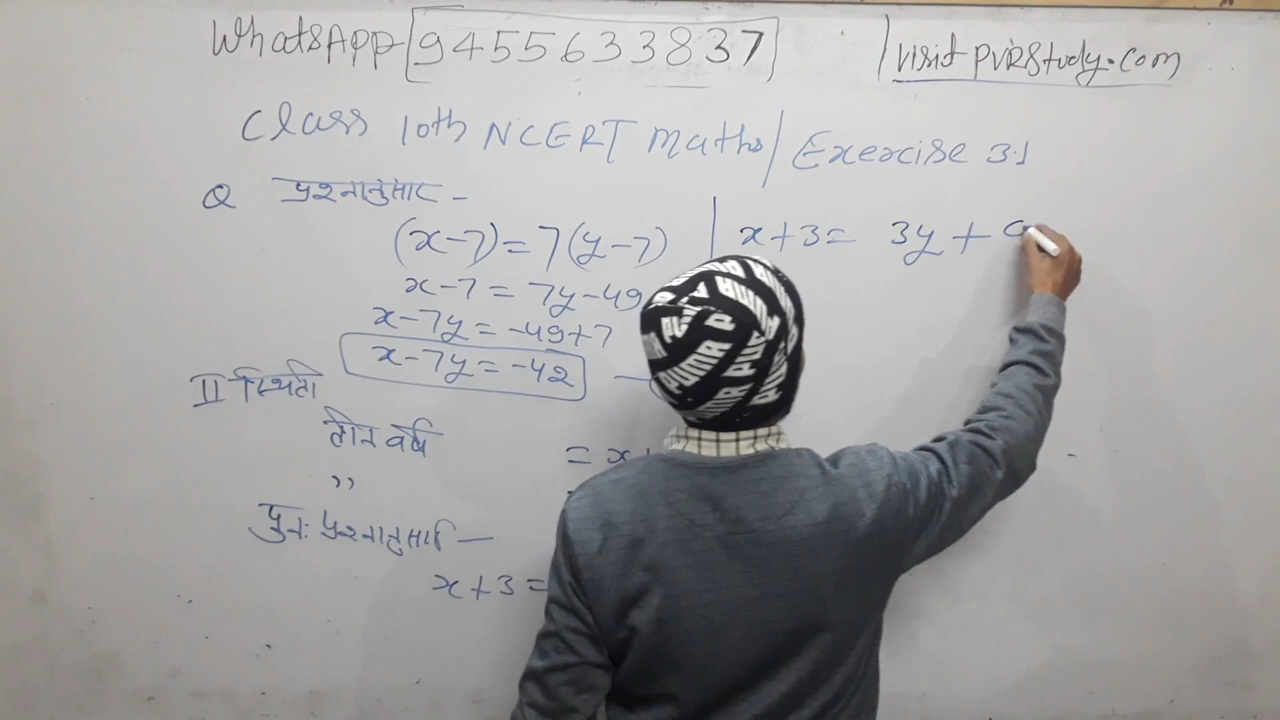 WhatsApp 9455633837
visit PVRStudy.com
Class 10th NCERT Maths / Exercise 3.1
Q प्रश्नानुसार -
(x-7) = 7(y-7)
x-7 = 7y-49
x-7y = -49+7
x-7y = -42
II स्थिती
तीन वर्ष = x
,,
पुनः प्रश्नानुसार —
x+3 =
x+3 = 3y +
PUMA